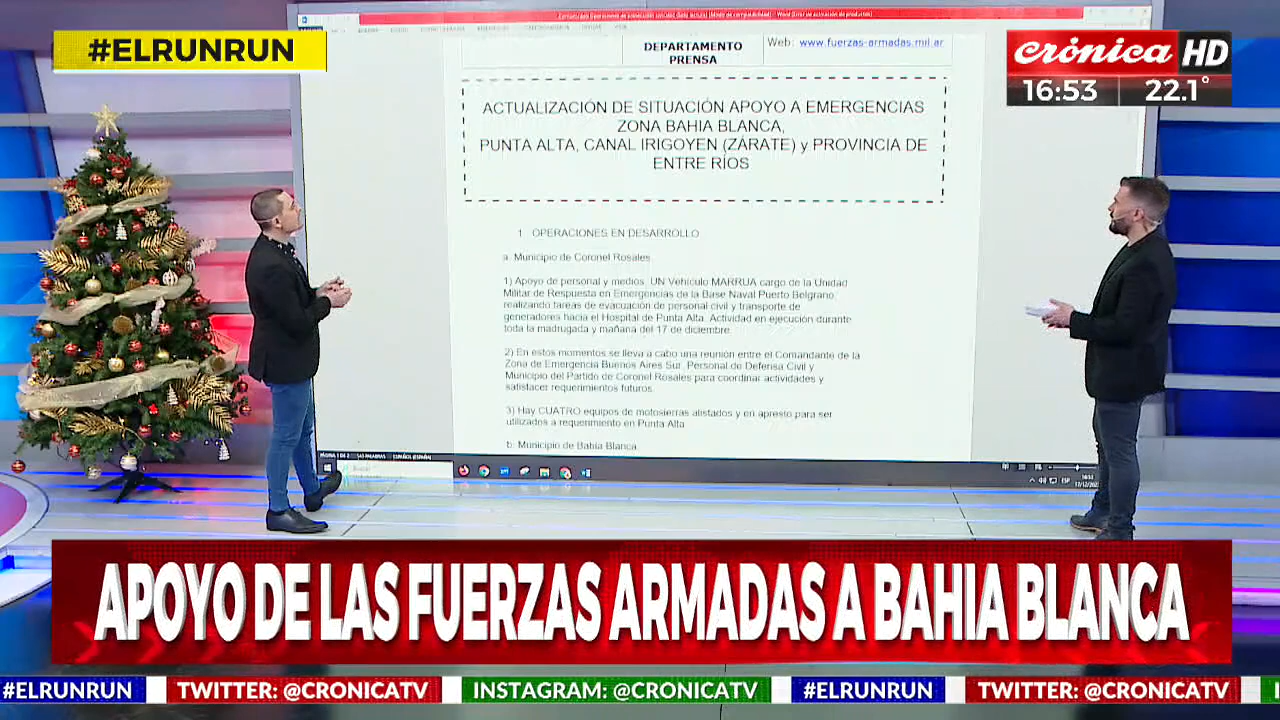 #ELRUNRUN
crónica HD
16:53 22.1°
DEPARTAMENTO
PRENSA
Web: www.fuerzas-armadas.mil.ar
ACTUALIZACIÓN DE SITUACIÓN APOYO A EMERGENCIAS
ZONA BAHIA BLANCA,
PUNTA ALTA, CANAL IRIGOYEN (ZÁRATE) y PROVINCIA DE
ENTRE RÍOS
1 OPERACIONES EN DESARROLLO
a. Municipio de Coronel Rosales
1) Apoyo de personal y medios, UN Vehículo MARRUA cargo de la Unidad
Militar de Respuesta en Emergencias de la Base Naval Puerto Belgrano,
realizando tareas de evacuación de personal civil y transporte de
generadores hacia el Hospital de Punta Alta. Actividad en ejecución durante
toda la madrugada y mañana del 17 de diciembre.
2) En estos momentos se lleva a cabo una reunión entre el Comandante de la
Zona de Emergencia Buenos Aires Sur, Personal de Defensa Civil y
Municipio del Partido de Coronel Rosales para coordinar actividades y
satisfacer requerimientos futuros.
3) Hay CUATRO equipos de motosierras alistados y en apresto para ser
utilizados a requerimiento en Punta Alta
b. Municipio de Bahía Blanca
APOYO DE LAS FUERZAS ARMADAS A BAHIA BLANCA
#ELRUNRUN TWITTER: @CRONICATV INSTAGRAM: @CRONICATV #ELRUNRUN TWITTER: @CRONICATV